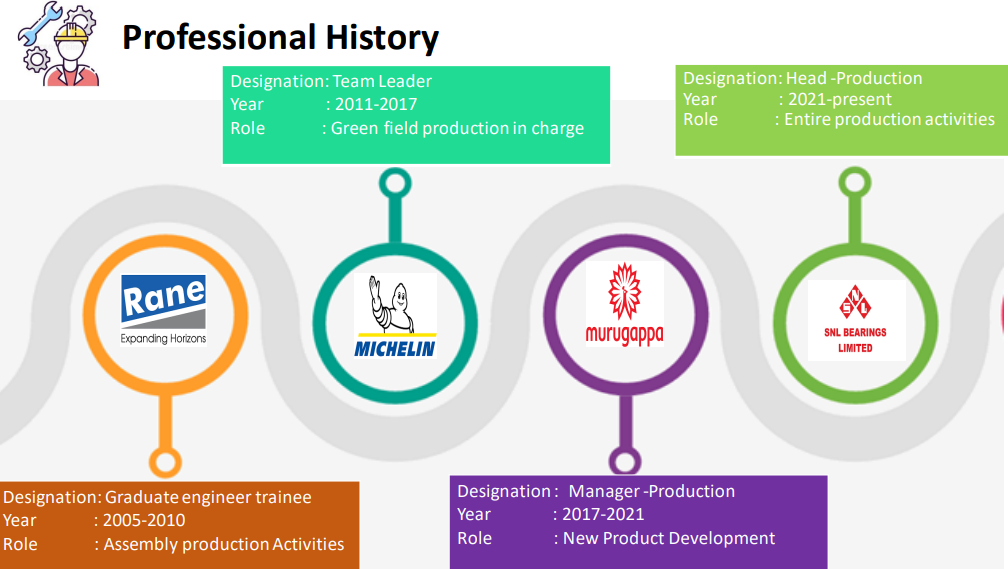 Professional History
Designation: Team Leader
Year : 2011-2017
Role : Green field production in charge
Designation: Head -Production
Year : 2021-present
Role : Entire production activities
Rane
Expanding Horizons
MICHELIN
murugappa
SNL
SNL BEARINGS
LIMITED
Designation: Graduate engineer trainee
Year : 2005-2010
Role : Assembly production Activities
Designation : Manager -Production
Year : 2017-2021
Role : New Product Development